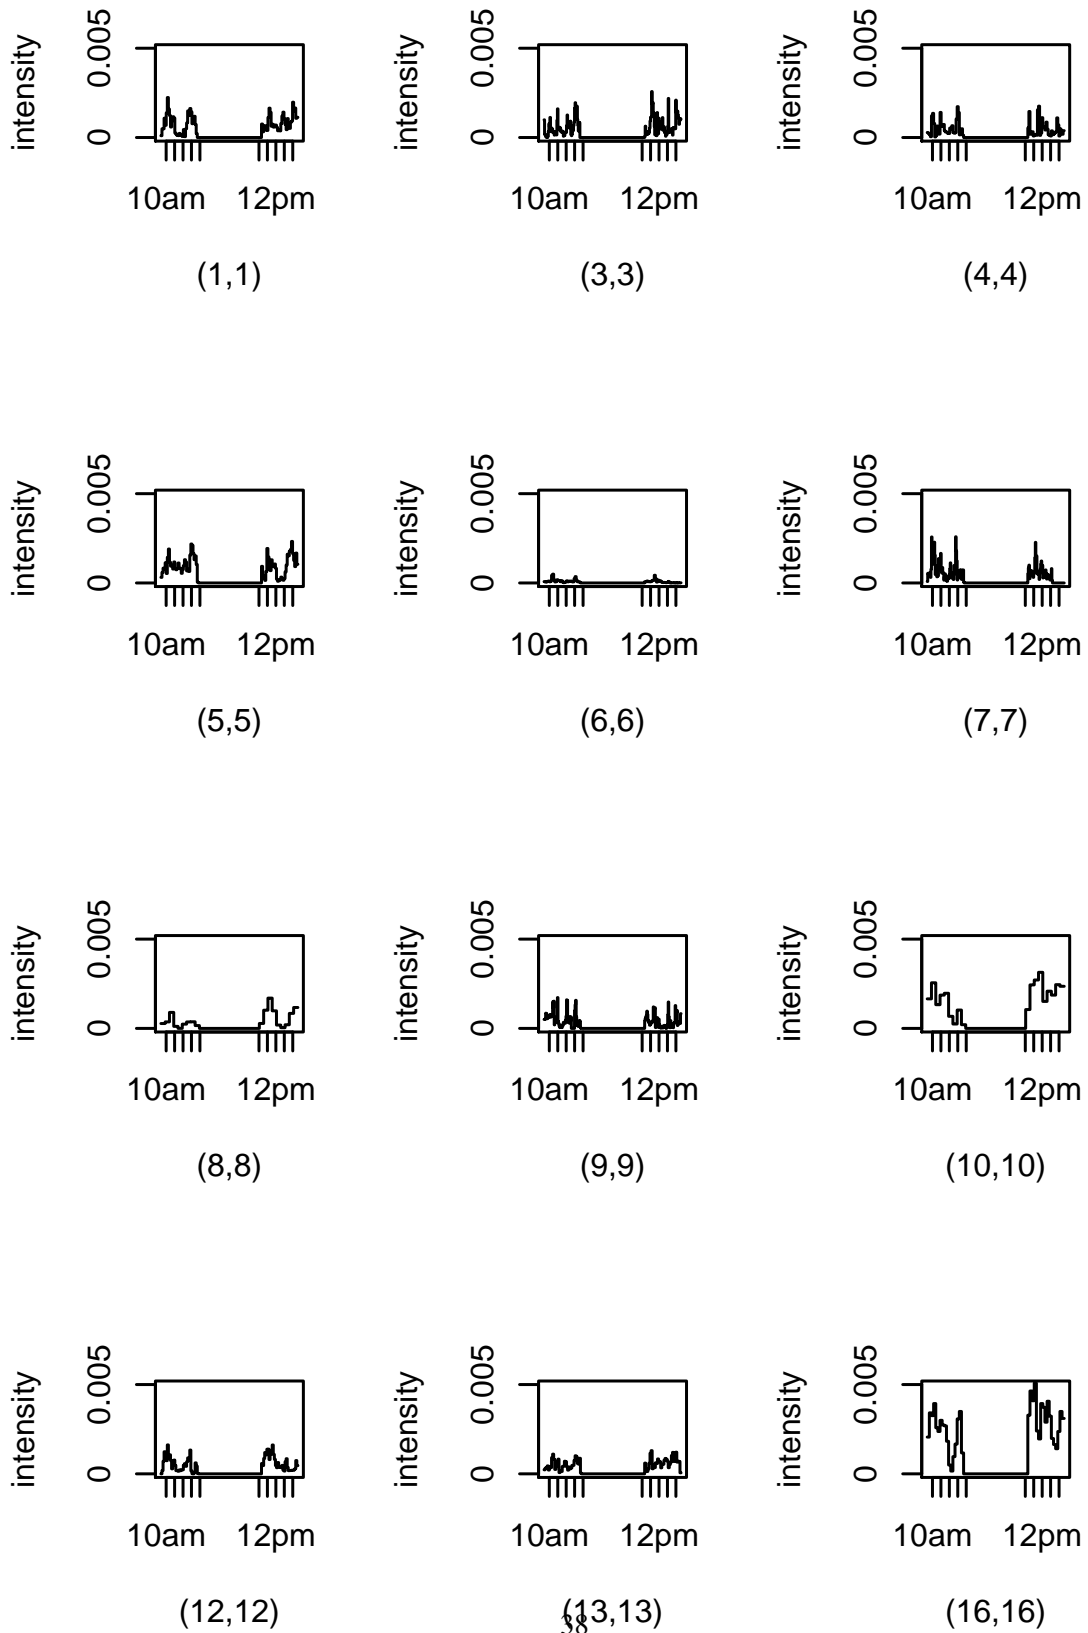 intensity 0.005 0 10am 12pm (1,1)
intensity 0.005 0 10am 12pm (3,3)
intensity 0.005 0 10am 12pm (4,4)
intensity 0.005 0 10am 12pm (5,5)
intensity 0.005 0 10am 12pm (6,6)
intensity 0.005 0 10am 12pm (7,7)
intensity 0.005 0 10am 12pm (8,8)
intensity 0.005 0 10am 12pm (9,9)
intensity 0.005 0 10am 12pm (10,10)
intensity 0.005 0 10am 12pm (12,12)
intensity 0.005 0 10am 12pm (13,13)
intensity 0.005 0 10am 12pm (16,16)
38